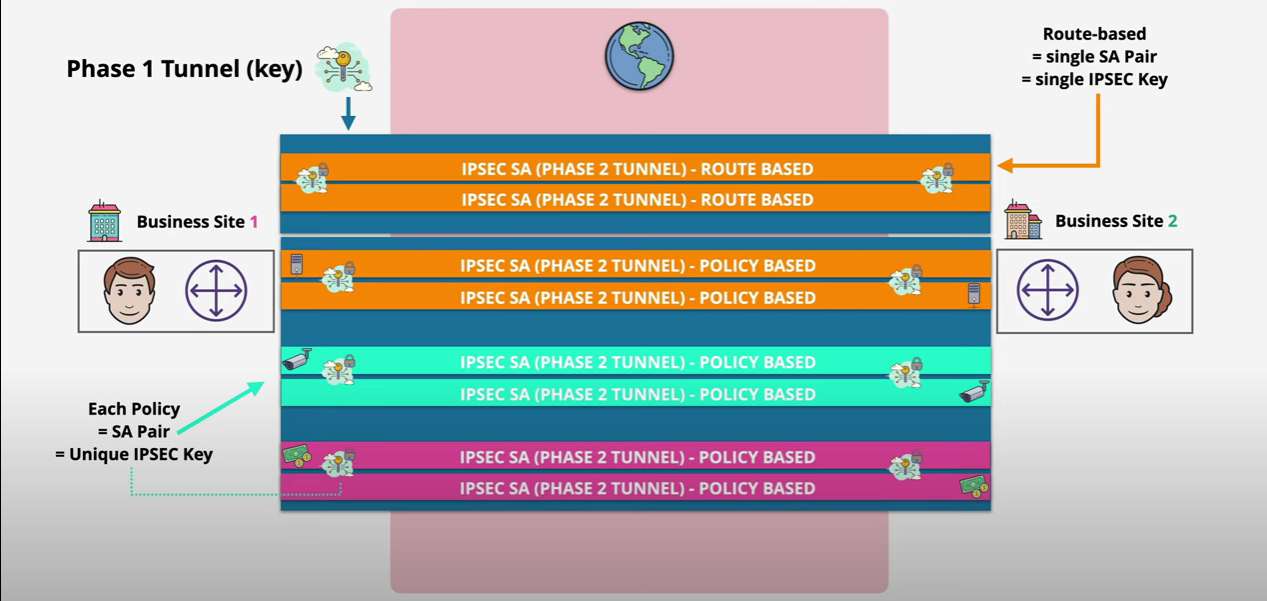 Phase 1 Tunnel (key)
Route-based
= single SA Pair
= single IPSEC Key
IPSEC SA (PHASE 2 TUNNEL) - ROUTE BASED
IPSEC SA (PHASE 2 TUNNEL) - ROUTE BASED
Business Site 1
Business Site 2
IPSEC SA (PHASE 2 TUNNEL) - POLICY BASED
IPSEC SA (PHASE 2 TUNNEL) - POLICY BASED
IPSEC SA (PHASE 2 TUNNEL) - POLICY BASED
IPSEC SA (PHASE 2 TUNNEL) - POLICY BASED
Each Policy
= SA Pair
= Unique IPSEC Key
IPSEC SA (PHASE 2 TUNNEL) - POLICY BASED
IPSEC SA (PHASE 2 TUNNEL) - POLICY BASED